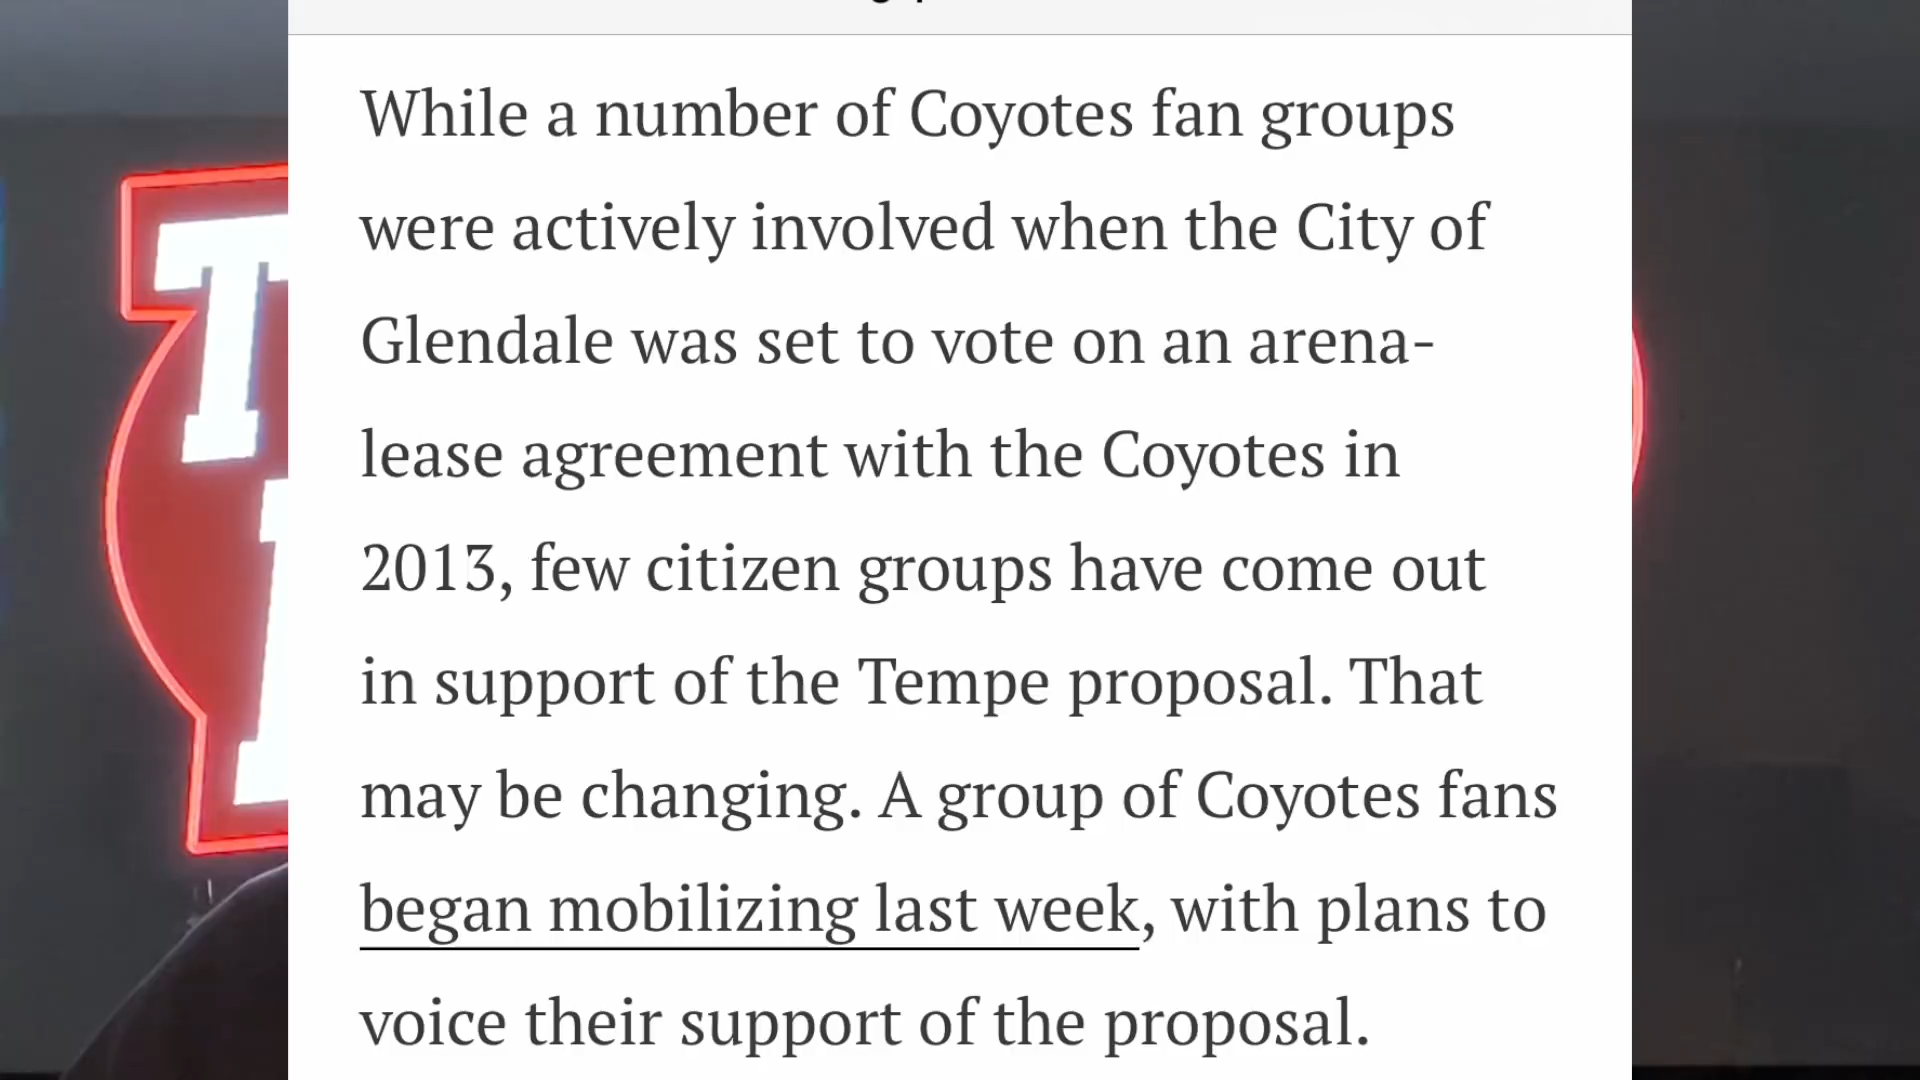 While a number of Coyotes fan groups
were actively involved when the City of
Glendale was set to vote on an arena-
lease agreement with the Coyotes in
2013, few citizen groups have come out
in support of the Tempe proposal. That
may be changing. A group of Coyotes fans
began mobilizing last week, with plans to
voice their support of the proposal.